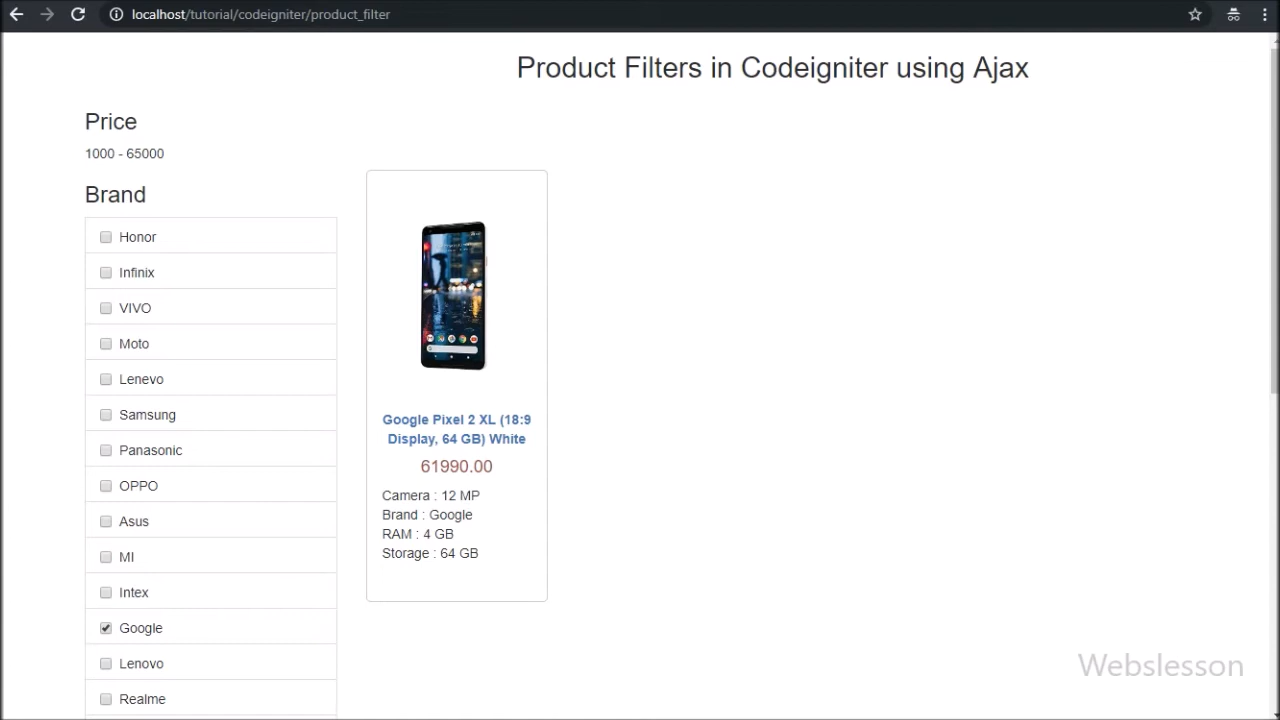 localhost/tutorial/codeigniter/product_filter
Product Filters in Codeigniter using Ajax
Price
1000 - 65000
Brand
Honor
Infinix
VIVO
Moto
Lenevo
Samsung
Panasonic
OPPO
Asus
MI
Intex
Google
Lenovo
Realme
Google Pixel 2 XL (18:9
Display, 64 GB) White
61990.00
Camera : 12 MP
Brand : Google
RAM : 4 GB
Storage : 64 GB
Webslesson